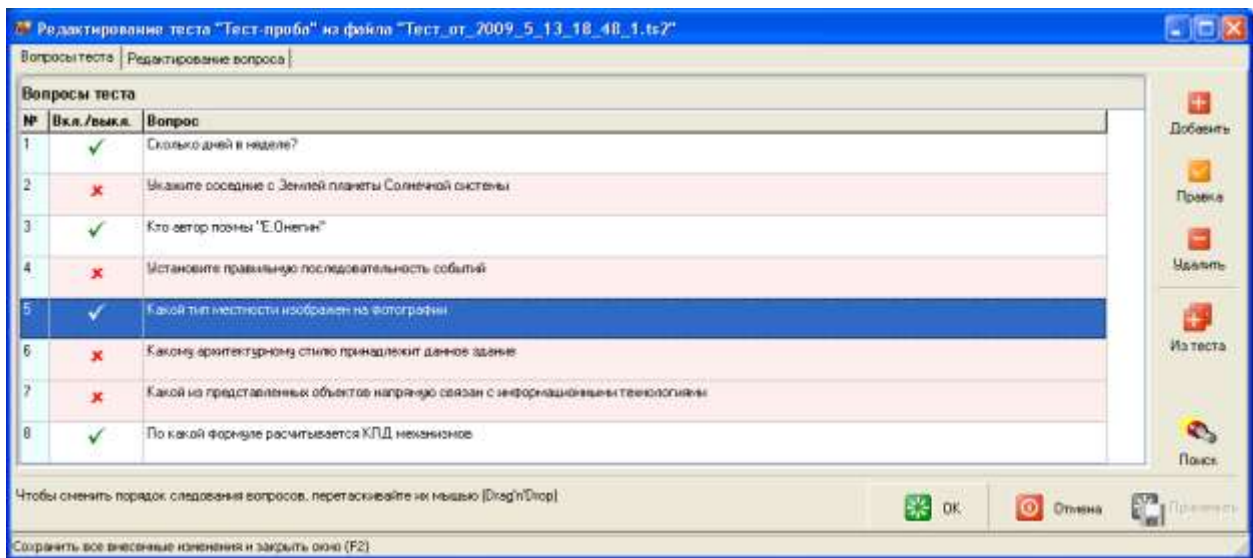 Редактирование теста "Тест-проба" из файла "Тест_от_2009_5_13_18_48_1.ts2"
Вопросы теста Редактирование вопроса
Вопросы теста
№ Вкл./выкл. Вопрос
1 Сколько дней в неделе?
2 Укажите соседние с Землей планеты Солнечной системы
3 Кто автор поэмы "Е.Онегин"
4 Установите правильную последовательность событий
5 Какой тип местности изображен на фотографии
6 Какому архитектурному стилю принадлежит данное здание
7 Какой из представленных объектов напрямую связан с информационными технологиями
8 По какой формуле расчитывается КПД механизмов
Добавить
Правка
Удалить
Из теста
Поиск
Чтобы сменить порядок следования вопросов, перетаскивайте их мышью (Drag'n'Drop)
OK Отмена Применить
Сохранить все внесенные изменения и закрыть окно (F2)